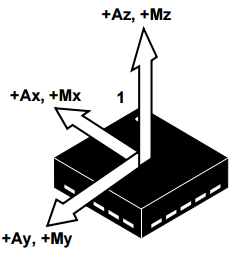 +Az, +Mz
+Ax, +Mx
1
+Ay, +My